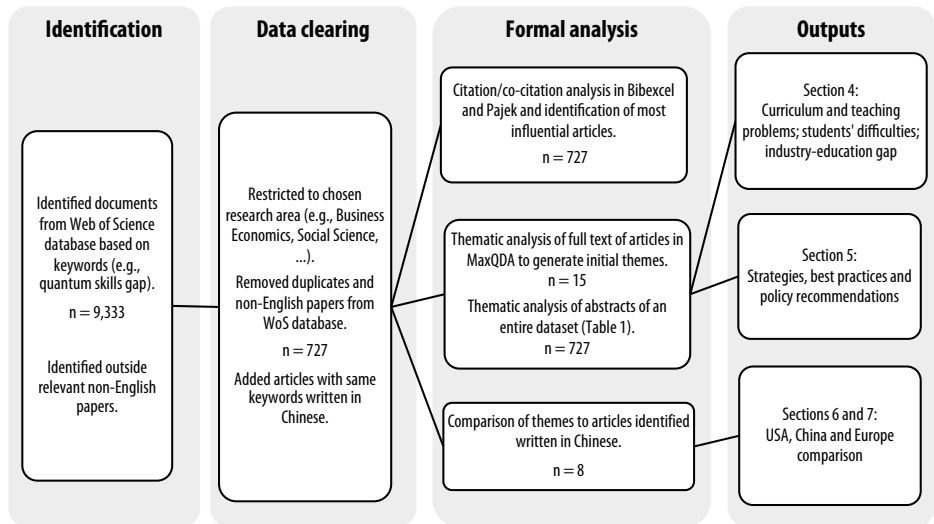 Identification
Identified documents
from Web of Science
database based on
keywords (e.g.,
quantum skills gap).
n = 9,333
Identified outside
relevant non-English
papers.
Data clearing
Restricted to chosen
research area (e.g., Business
Economics, Social Science,
...).
Removed duplicates and
non-English papers from
WoS database.
n = 727
Added articles with same
keywords written in
Chinese.
Formal analysis
Citation/co-citation analysis in Bibexcel
and Pajek and identification of most
influential articles.
n = 727
Thematic analysis of full text of articles in
MaxQDA to generate initial themes.
n = 15
Thematic analysis of abstracts of an
entire dataset (Table 1).
n = 727
Comparison of themes to articles identified
written in Chinese.
n = 8
Outputs
Section 4:
Curriculum and teaching
problems; students' difficulties;
industry-education gap
Section 5:
Strategies, best practices and
policy recommendations
Sections 6 and 7:
USA, China and Europe
comparison